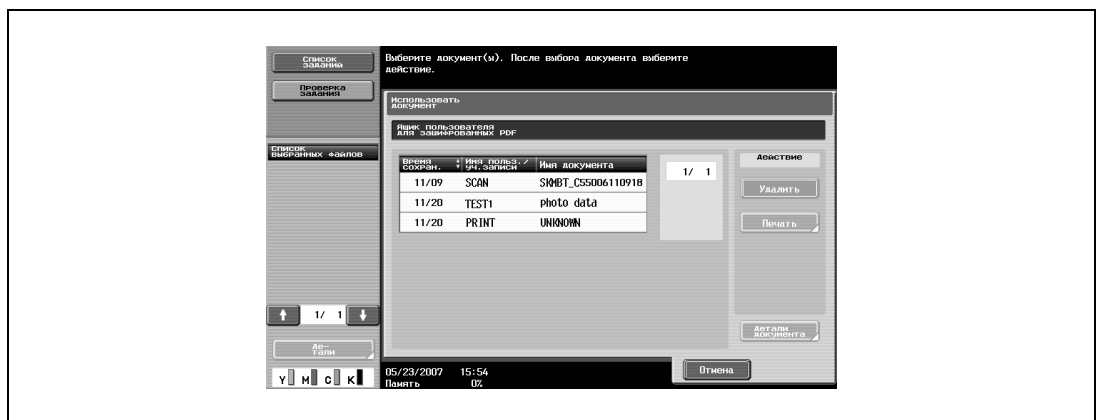 Список
заданий
Проверка
задания
Список
выбранных файлов
1/ 1
Де-
тали
Y M C K
Выберите документ(ы). После выбора документа выберите
действие.
Использовать
документ
Ящик пользователя
для зашифрованных PDF
Время
сохран.
Имя польз./
уч.записи
Имя документа
11/09 SCAN SKMBT_C55006110918
11/20 TEST1 photo data
11/20 PRINT UNKNOWN
1/ 1
Действие
Удалить
Печать
Детали
документа
Отмена
05/23/2007 15:54
Память 0%